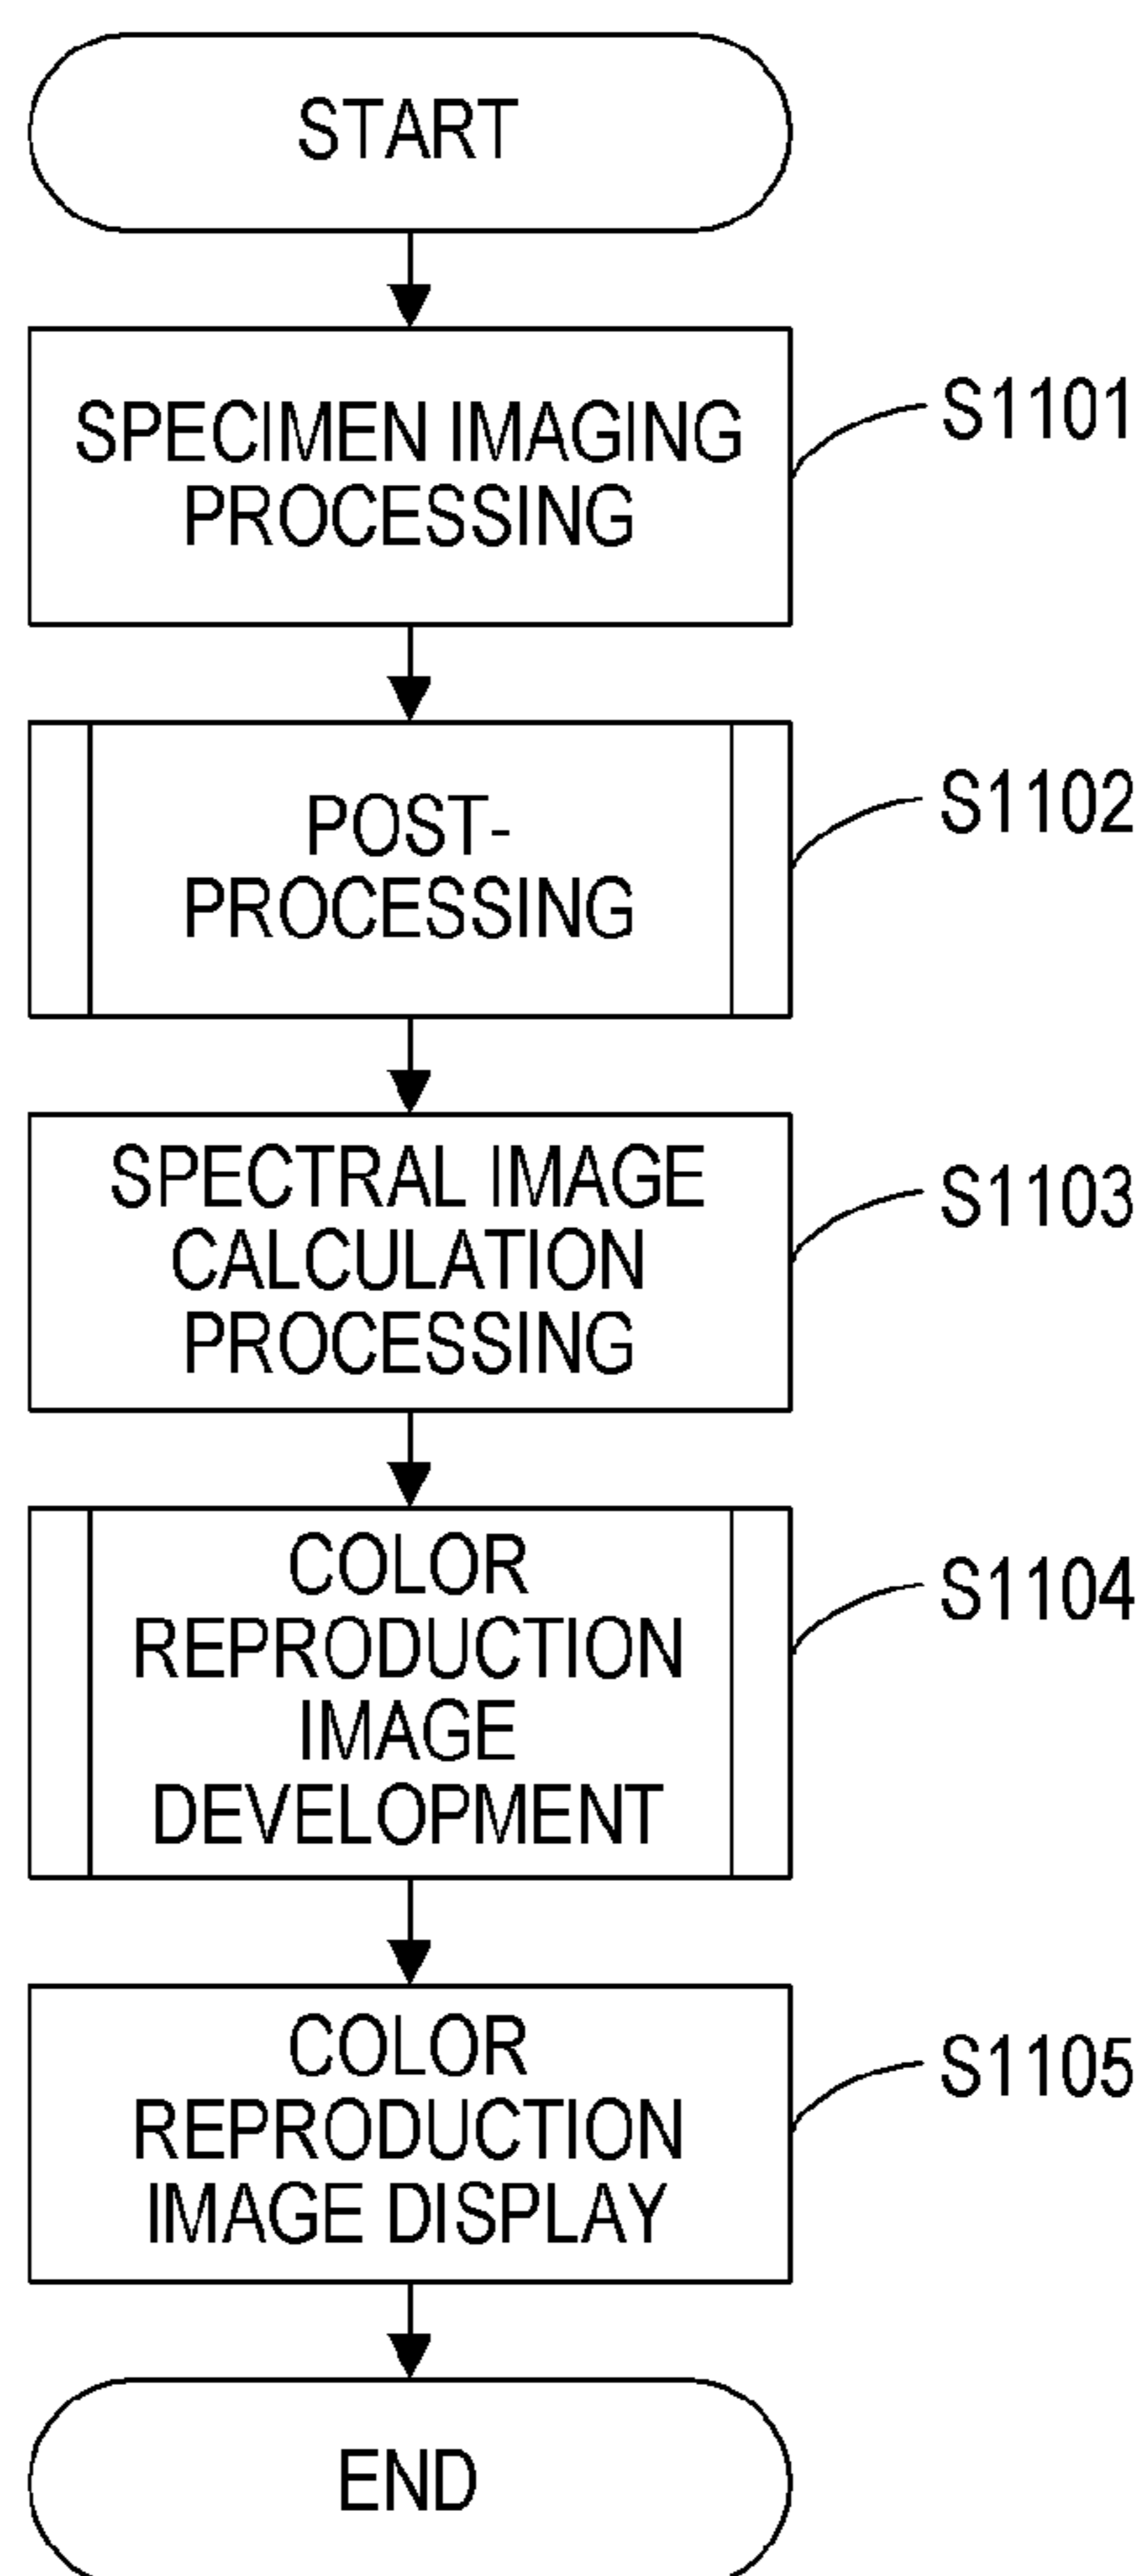 START
SPECIMEN IMAGING
PROCESSING
S1101
POST-
PROCESSING
S1102
SPECTRAL IMAGE
CALCULATION
PROCESSING
S1103
COLOR
REPRODUCTION
IMAGE
DEVELOPMENT
S1104
COLOR
REPRODUCTION
IMAGE DISPLAY
S1105
END